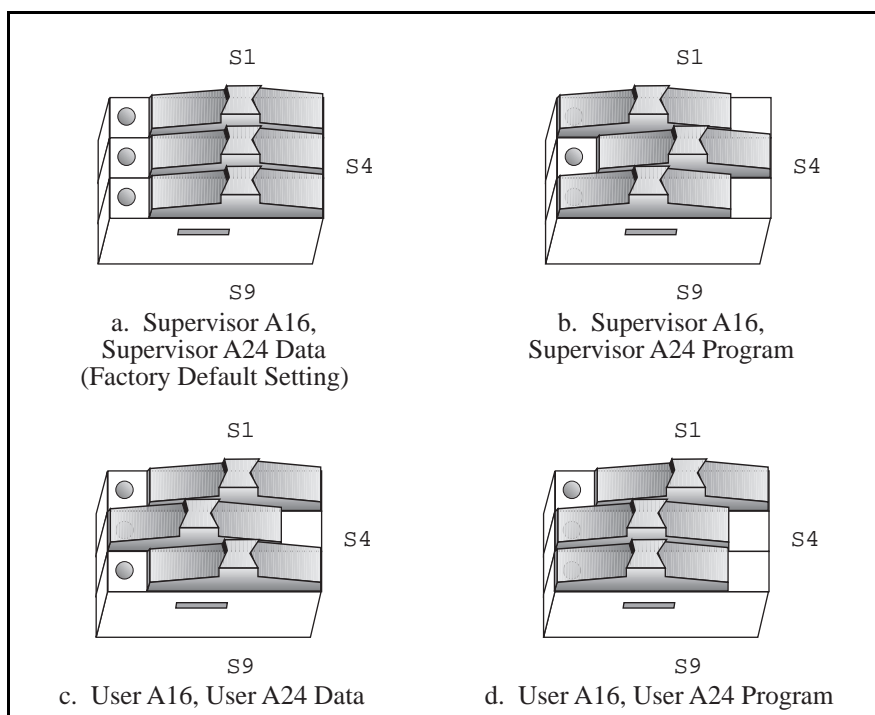 S1
S4
S9
a. Supervisor A16,
Supervisor A24 Data
(Factory Default Setting)
S1
S4
S9
b. Supervisor A16,
Supervisor A24 Program
S1
S4
S9
c. User A16, User A24 Data
S1
S4
S9
d. User A16, User A24 Program